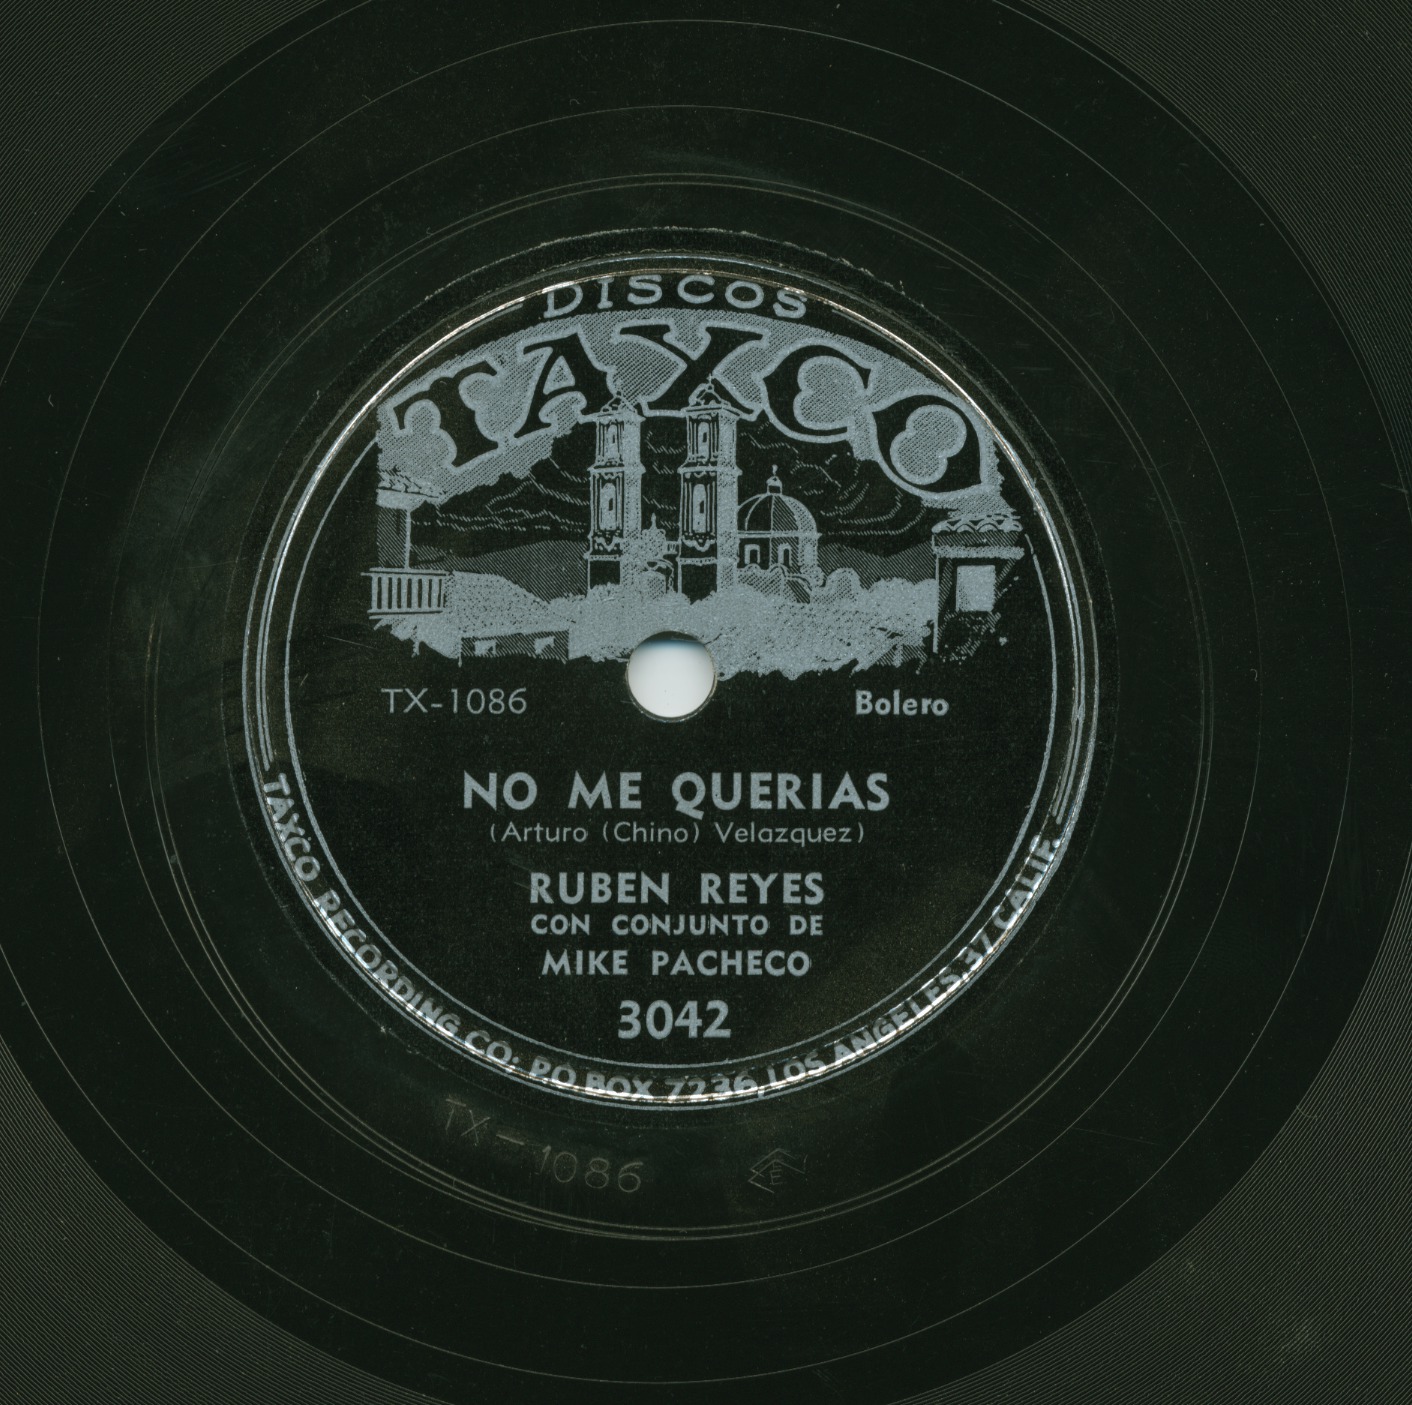 DISCOS
TAXCO
TX-1086
Bolero
NO ME QUERIAS
(Arturo (Chino) Velazquez)
RUBEN REYES
CON CONJUNTO DE
MIKE PACHECO
3042
TAXCO RECORDING CO: P.O. BOX 7236, LOS ANGELES 37 CALIF.
TX-1086
E